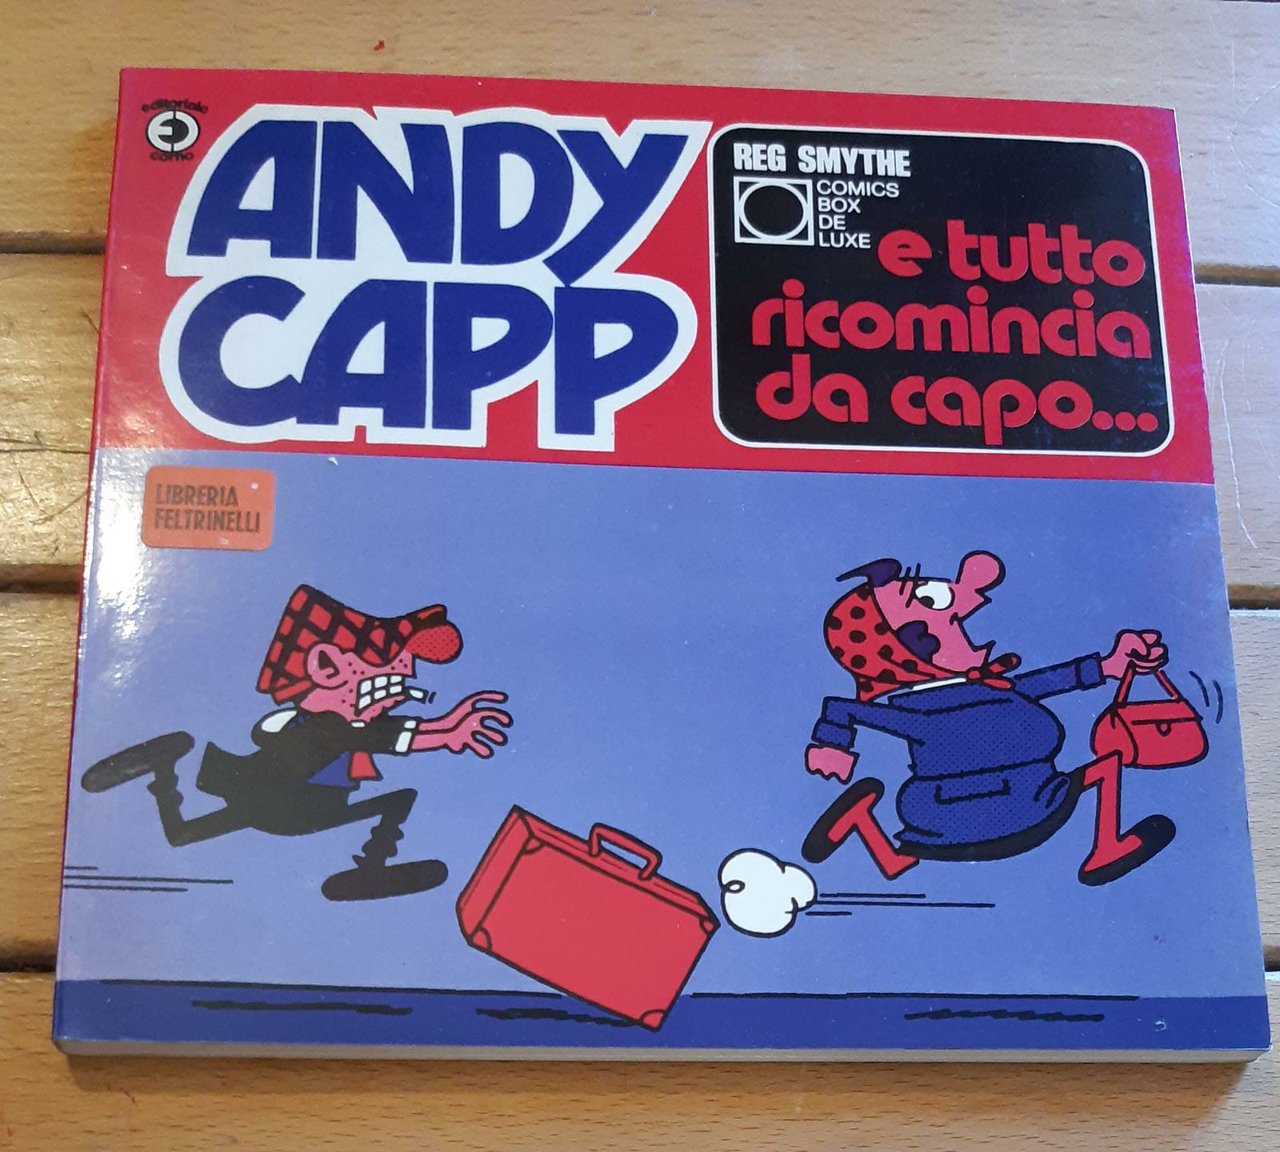 editoriale
corno
ANDY
CAPP
REG SMYTHE
COMICS
BOX
DE
LUXE
e tutto
ricomincia
da capo...
LIBRERIA
FELTRINELLI